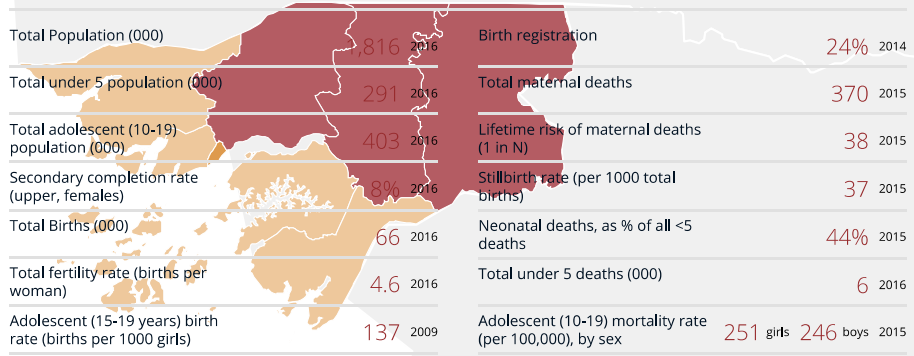 Total Population (000) 1,816 2016
Total under 5 population (000) 291 2016
Total adolescent (10-19)
population (000) 403 2016
Secondary completion rate
(upper, females) 8% 2016
Total Births (000) 66 2016
Total fertility rate (births per
woman) 4.6 2016
Adolescent (15-19 years) birth
rate (births per 1000 girls) 137 2009
Birth registration 24% 2014
Total maternal deaths 370 2015
Lifetime risk of maternal deaths
(1 in N) 38 2015
Stillbirth rate (per 1000 total
births) 37 2015
Neonatal deaths, as % of all <5
deaths 44% 2015
Total under 5 deaths (000) 6 2016
Adolescent (10-19) mortality rate
(per 100,000), by sex 251 girls 246 boys 2015